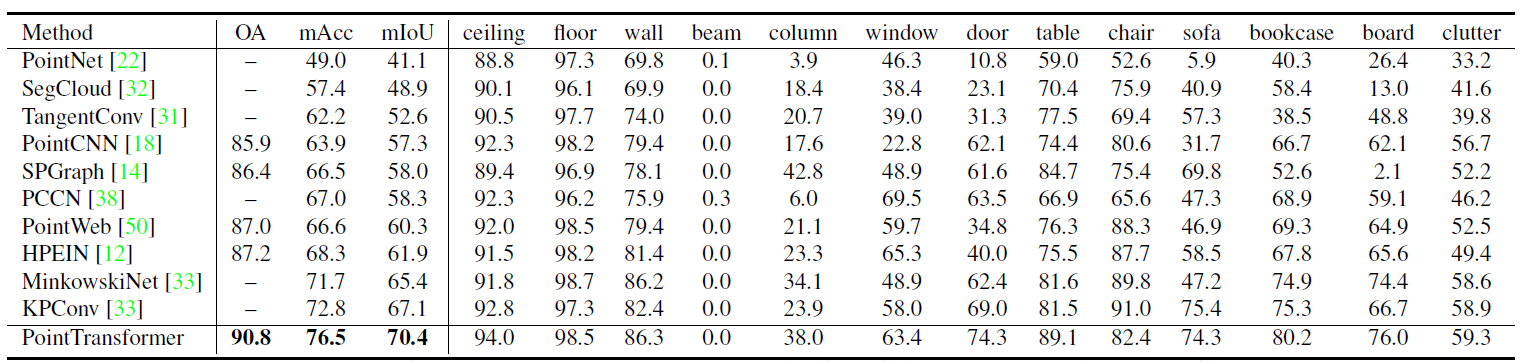 Method OA mAcc mIoU ceiling floor wall beam column window door table chair sofa bookcase board clutter
PointNet [22] – 49.0 41.1 88.8 97.3 69.8 0.1 3.9 46.3 10.8 59.0 52.6 5.9 40.3 26.4 33.2
SegCloud [32] – 57.4 48.9 90.1 96.1 69.9 0.0 18.4 38.4 23.1 70.4 75.9 40.9 58.4 13.0 41.6
TangentConv [31] – 62.2 52.6 90.5 97.7 74.0 0.0 20.7 39.0 31.3 77.5 69.4 57.3 38.5 48.8 39.8
PointCNN [18] 85.9 63.9 57.3 92.3 98.2 79.4 0.0 17.6 22.8 62.1 74.4 80.6 31.7 66.7 62.1 56.7
SPGraph [14] 86.4 66.5 58.0 89.4 96.9 78.1 0.0 42.8 48.9 61.6 84.7 75.4 69.8 52.6 2.1 52.2
PCCN [38] – 67.0 58.3 92.3 96.2 75.9 0.3 6.0 69.5 63.5 66.9 65.6 47.3 68.9 59.1 46.2
PointWeb [50] 87.0 66.6 60.3 92.0 98.5 79.4 0.0 21.1 59.7 34.8 76.3 88.3 46.9 69.3 64.9 52.5
HPEIN [12] 87.2 68.3 61.9 91.5 98.2 81.4 0.0 23.3 65.3 40.0 75.5 87.7 58.5 67.8 65.6 49.4
MinkowskiNet [33] – 71.7 65.4 91.8 98.7 86.2 0.0 34.1 48.9 62.4 81.6 89.8 47.2 74.9 74.4 58.6
KPConv [33] – 72.8 67.1 92.8 97.3 82.4 0.0 23.9 58.0 69.0 81.5 91.0 75.4 75.3 66.7 58.9
PointTransformer 90.8 76.5 70.4 94.0 98.5 86.3 0.0 38.0 63.4 74.3 89.1 82.4 74.3 80.2 76.0 59.3